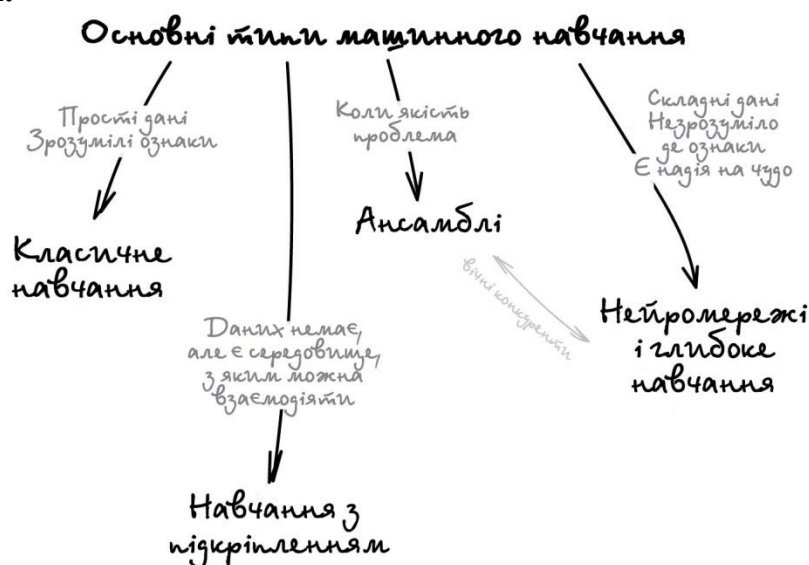 Основні типи машинного навчання
Прості дані
Зрозумілі ознаки
Класичне
навчання
Даних немає,
але є середовище,
з яким можна
взаємодіяти
Навчання з
підкріпленням
Коли якість
проблема
Ансамблі
вічні конкуренти
Складні дані
Незрозуміло
де ознаки
Є надія на чудо
Нейромережі
і глибоке
навчання